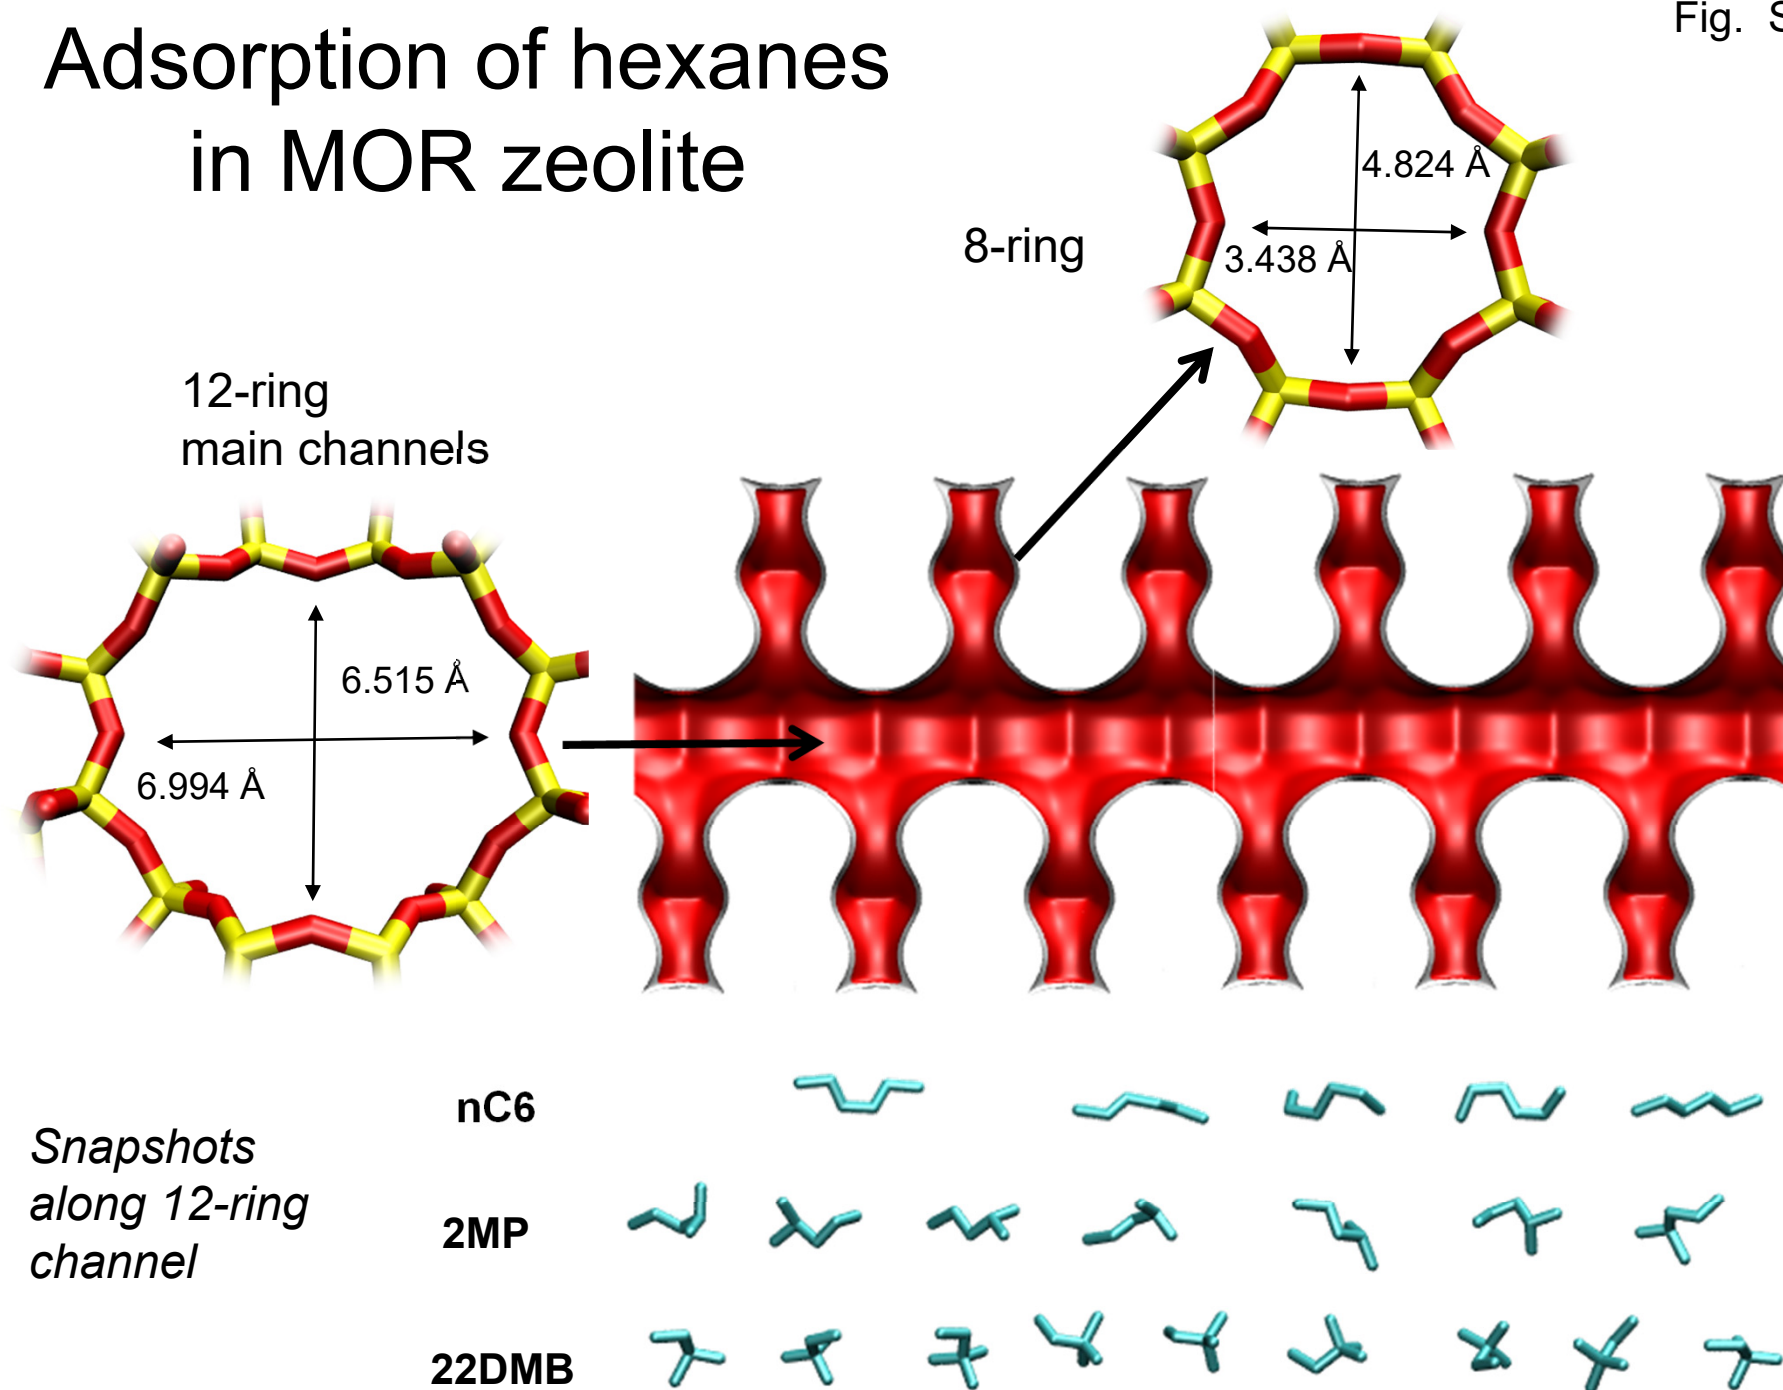 Adsorption of hexanes
in MOR zeolite
Fig. S
8-ring
4.824 Å
3.438 Å
12-ring
main channels
6.515 Å
6.994 Å
Snapshots
along 12-ring
channel
nC6
2MP
22DMB